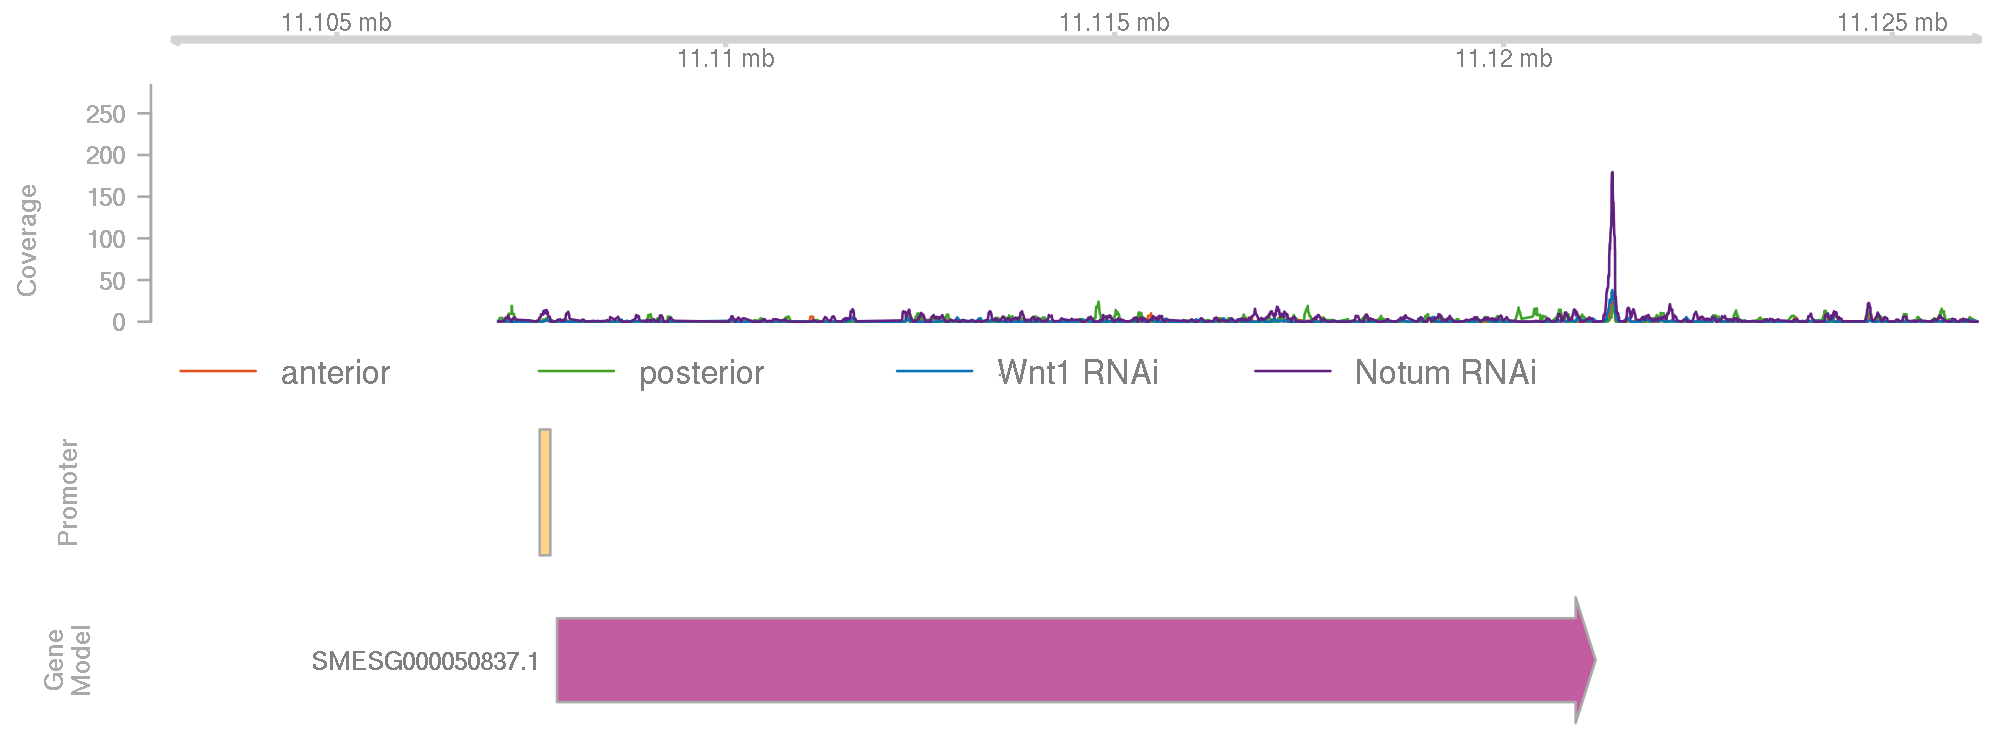 11.105 mb
11.115 mb
11.125 mb
11.11 mb
11.12 mb
Coverage
250
200
150
100
50
0
anterior
posterior
Wnt1 RNAi
Notum RNAi
Promoter
Gene
Model
SMESG000050837.1